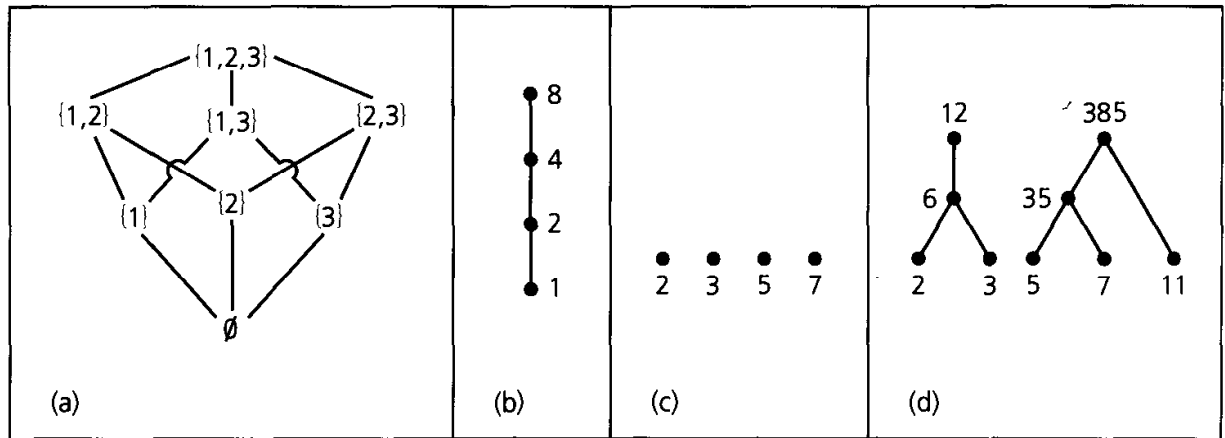 {1,2,3}
{1,2} {1,3} {2,3}
{1} {2} {3}
∅
(a)
8
4
2
1
(b)
2 3 5 7
(c)
12 385
6 35
2 3 5 7 11
(d)